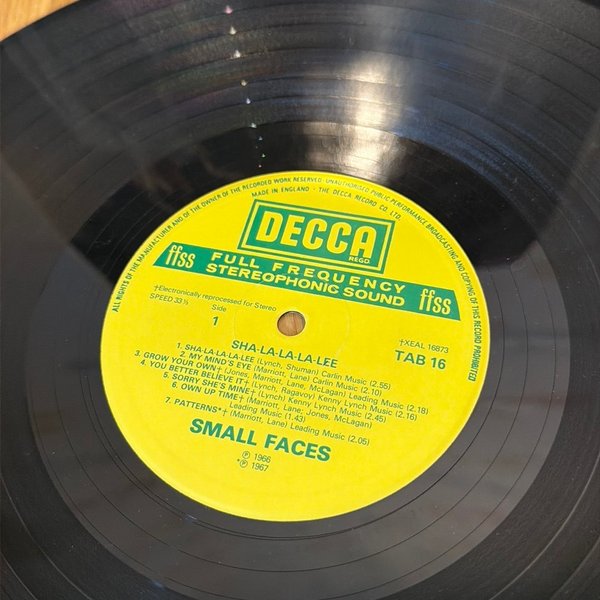 ALL RIGHTS OF THE MANUFACTURER AND OF THE OWNER OF THE RECORDED WORK RESERVED. UNAUTHORISED PUBLIC PERFORMANCE BROADCASTING AND COPYING OF THIS RECORD PROHIBITED
MADE IN ENGLAND · THE DECCA RECORD CO. LTD.
DECCA
REGD.
ffss FULL FREQUENCY ffss
STEREOPHONIC SOUND
†Electronically reprocessed for Stereo
SPEED 33⅓
Side
1
†XEAL 16873
TAB 16
SHA-LA-LA-LA-LEE
1. SHA-LA-LA-LA-LEE (Lynch, Shuman) Carlin Music (2.55)
2. MY MIND'S EYE (Marriott, Lane) Carlin Music (2.10)
3. GROW YOUR OWN† (Marriott, Lane, Jones, McLagan) Leading Music (2.18)
4. YOU BETTER BELIEVE IT† (Lynch, Ragavoy) Kenny Lynch Music (2.16)
5. SORRY SHE'S MINE† (Lynch) Kenny Lynch Music (2.45)
6. OWN UP TIME† (Marriott, Lane, Jones, McLagan)
Leading Music (1.43)
7. PATTERNS*† (Marriott, Lane) Leading Music (2.05)
SMALL FACES
℗ 1966
*℗ 1967